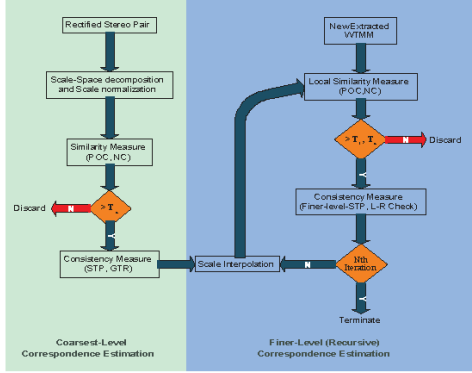 Rectified Stereo Pair
Scale-Space decomposition
and Scale normalization
Similarity Measure
(POC, NC)
Discard
N
Y
Consistency Measure
(STP, GTR)
Coarsest-Level
Correspondence Estimation
New Extracted
WTMM
Local Similarity Measure
(POC,NC)
N
Discard
Y
Consistency Measure
(Finer-level-STP, L-R Check)
Scale Interpolation
N
Nth
Iteration
Y
Terminate
Finer-Level (Recursive)
Correspondence Estimation